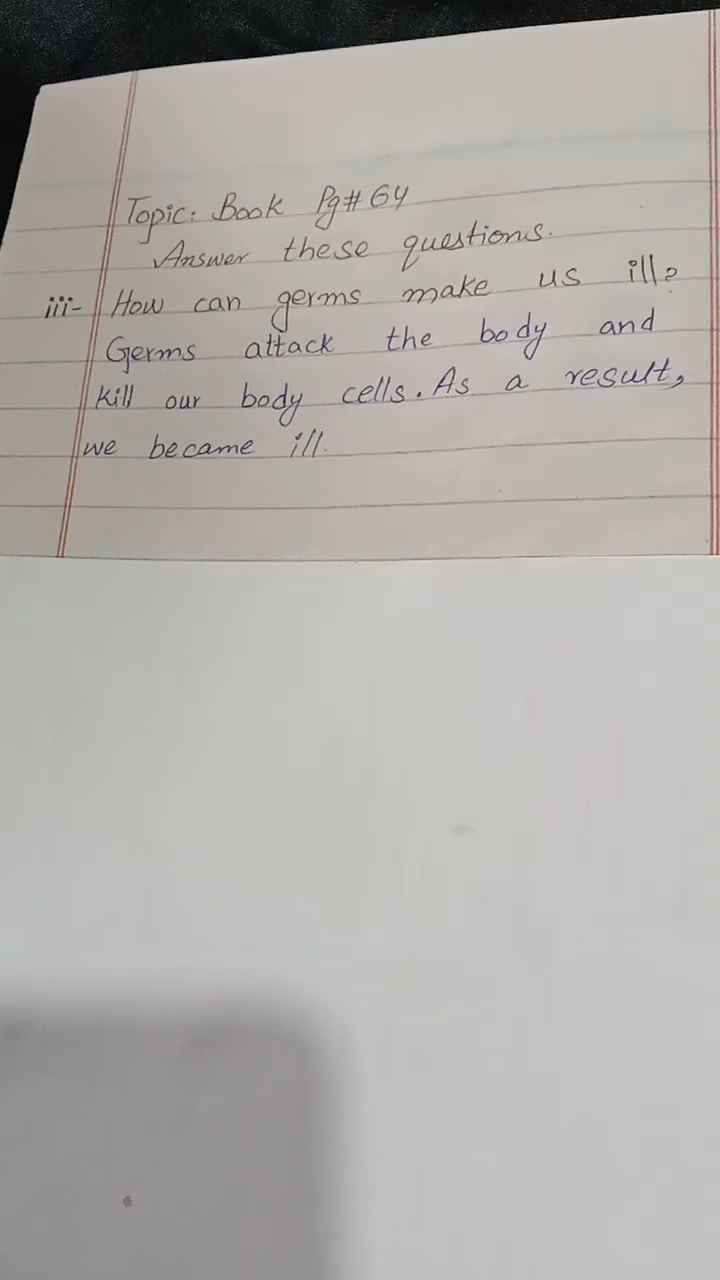 Topic: Book Pg# 64
Answer these questions.
iii- How can germs make us ill?
Germs attack the body and
kill our body cells. As a result,
we became ill.